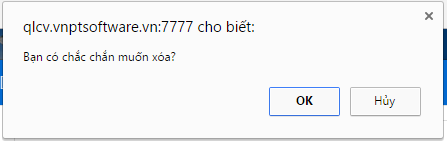 qlcv.vnptsoftware.vn:7777 cho biết:
Bạn có chắc chắn muốn xóa?
OK
Hủy